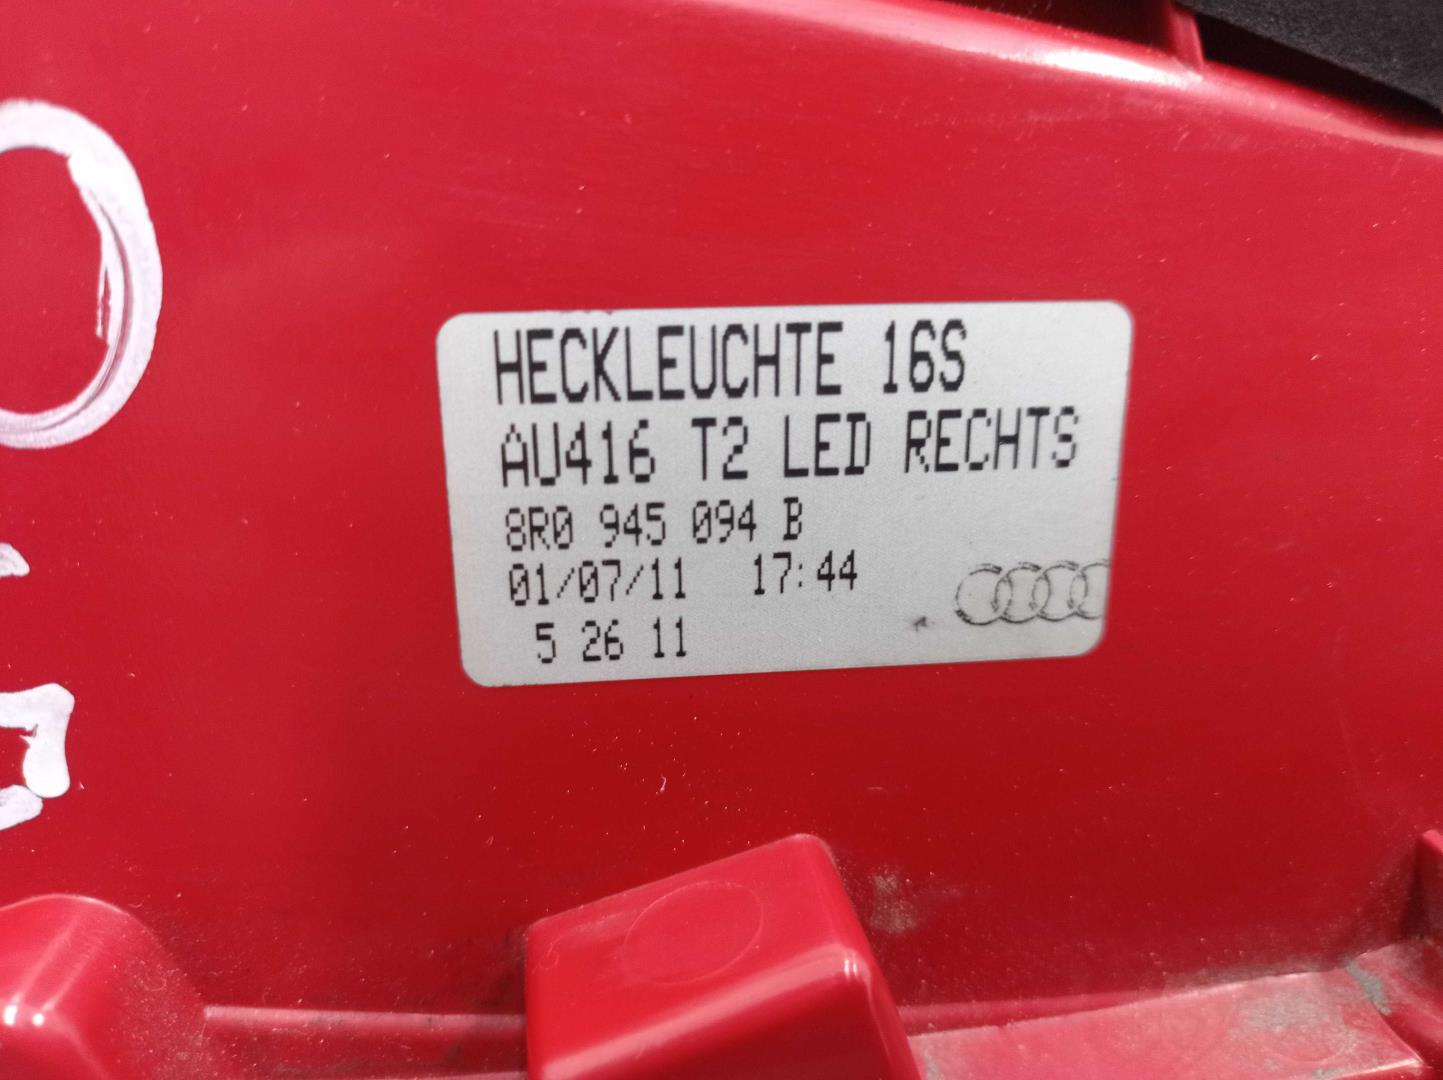 HECKLEUCHTE 16S
AU416 T2 LED RECHTS
8R0 945 094 B
01/07/11 17:44
5 26 11